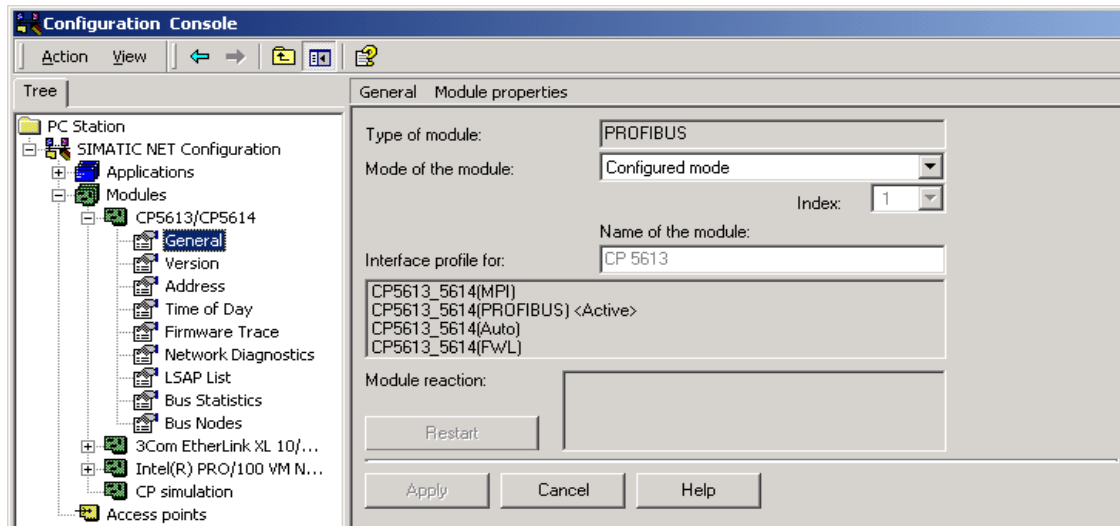 Configuration Console
Action View
Tree
General Module properties
PC Station
SIMATIC NET Configuration
Applications
Modules
CP5613/CP5614
General
Version
Address
Time of Day
Firmware Trace
Network Diagnostics
LSAP List
Bus Statistics
Bus Nodes
3Com EtherLink XL 10/...
Intel(R) PRO/100 VM N...
CP simulation
Access points
Type of module: PROFIBUS
Mode of the module: Configured mode
Index: 1
Name of the module:
Interface profile for: CP 5613
CP5613_5614(MPI)
CP5613_5614(PROFIBUS) <Active>
CP5613_5614(Auto)
CP5613_5614(FWL)
Module reaction:
Restart
Apply Cancel Help